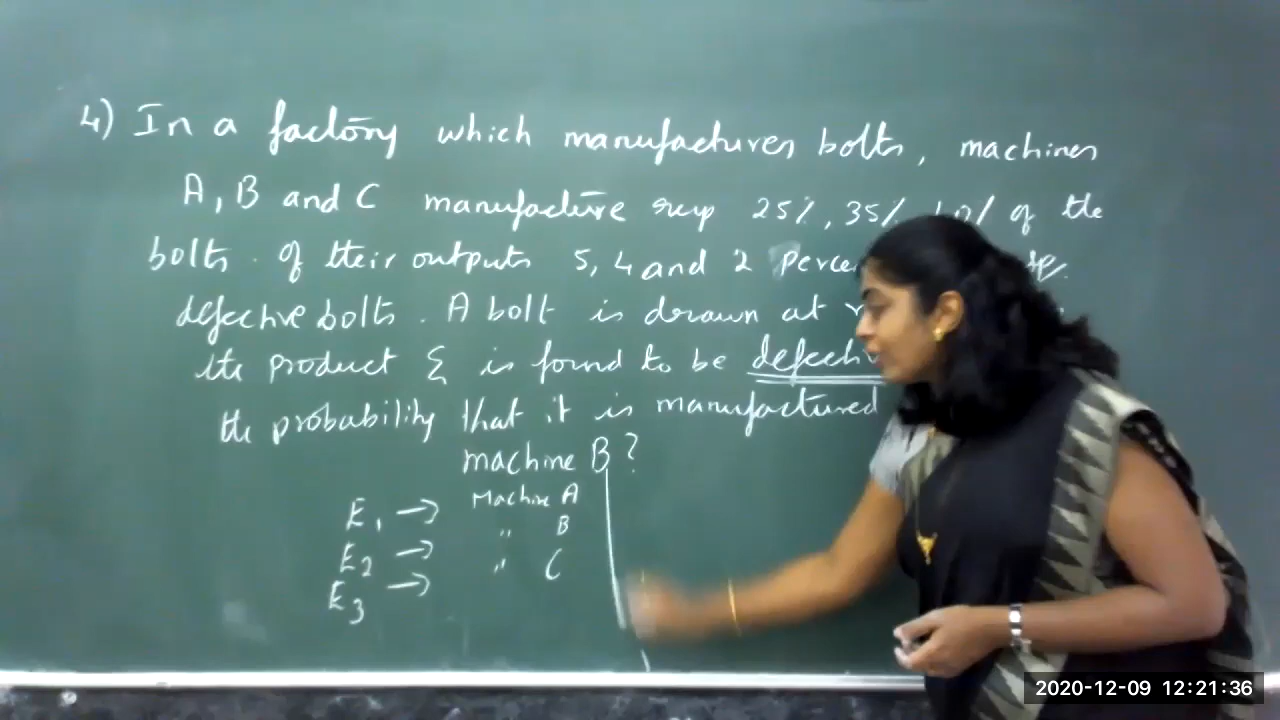 4) In a factory which manufactures bolts, machines
A, B and C manufacture resp 25%, 35% of the
bolts. Of their outputs 5, 4 and 2
defective bolts. A bolt is drawn at
the product & is found to be
the probability that it is manufactured
machine B?
E1 → Machine A
E2 → " B
E3 → " C
2020-12-09 12:21:36